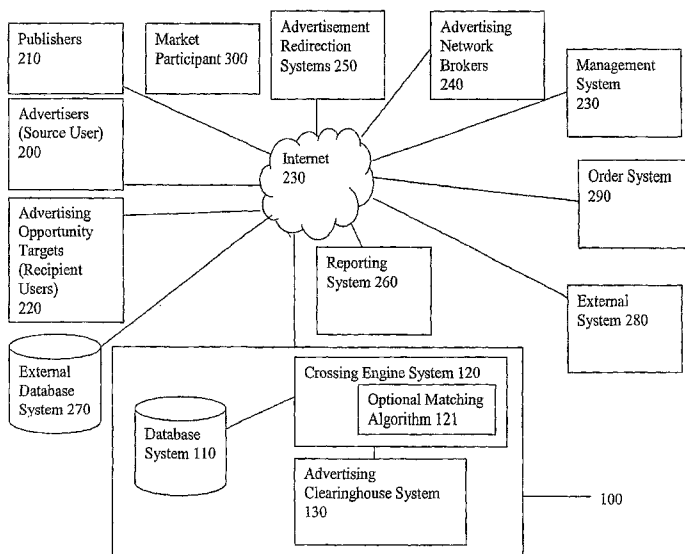 Publishers
210
Market
Participant 300
Advertisement
Redirection
Systems 250
Advertising
Network
Brokers
240
Management
System
230
Advertisers
(Source User)
200
Internet
230
Order System
290
Advertising
Opportunity
Targets
(Recipient
Users)
220
Reporting
System 260
External
System 280
External
Database
System 270
Crossing Engine System 120
Optional Matching
Algorithm 121
Database
System 110
Advertising
Clearinghouse System
130
100